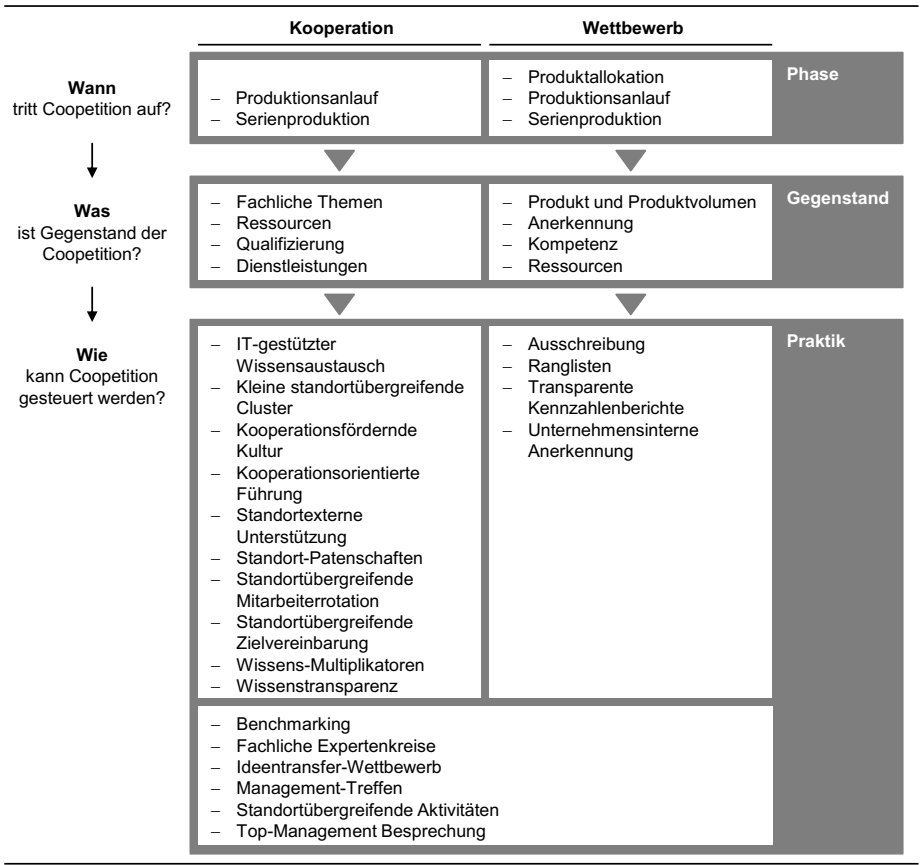 Kooperation
Wettbewerb
Wann
tritt Coopetition auf?
– Produktionsanlauf
– Serienproduktion
– Produktallokation
– Produktionsanlauf
– Serienproduktion
Phase
Was
ist Gegenstand der
Coopetition?
– Fachliche Themen
– Ressourcen
– Qualifizierung
– Dienstleistungen
– Produkt und Produktvolumen
– Anerkennung
– Kompetenz
– Ressourcen
Gegenstand
Wie
kann Coopetition
gesteuert werden?
– IT-gestützter
Wissensaustausch
– Kleine standortübergreifende
Cluster
– Kooperationsfördernde
Kultur
– Kooperationsorientierte
Führung
– Standortexterne
Unterstützung
– Standort-Patenschaften
– Standortübergreifende
Mitarbeiterrotation
– Standortübergreifende
Zielvereinbarung
– Wissens-Multiplikatoren
– Wissenstransparenz
– Ausschreibung
– Ranglisten
– Transparente
Kennzahlenberichte
– Unternehmensinterne
Anerkennung
Praktik
– Benchmarking
– Fachliche Expertenkreise
– Ideentransfer-Wettbewerb
– Management-Treffen
– Standortübergreifende Aktivitäten
– Top-Management Besprechung